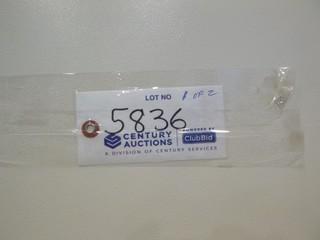 LOT NO 1 OF 2
5836
CENTURY AUCTIONS
POWERED BY ClubBid
A DIVISION OF CENTURY SERVICES